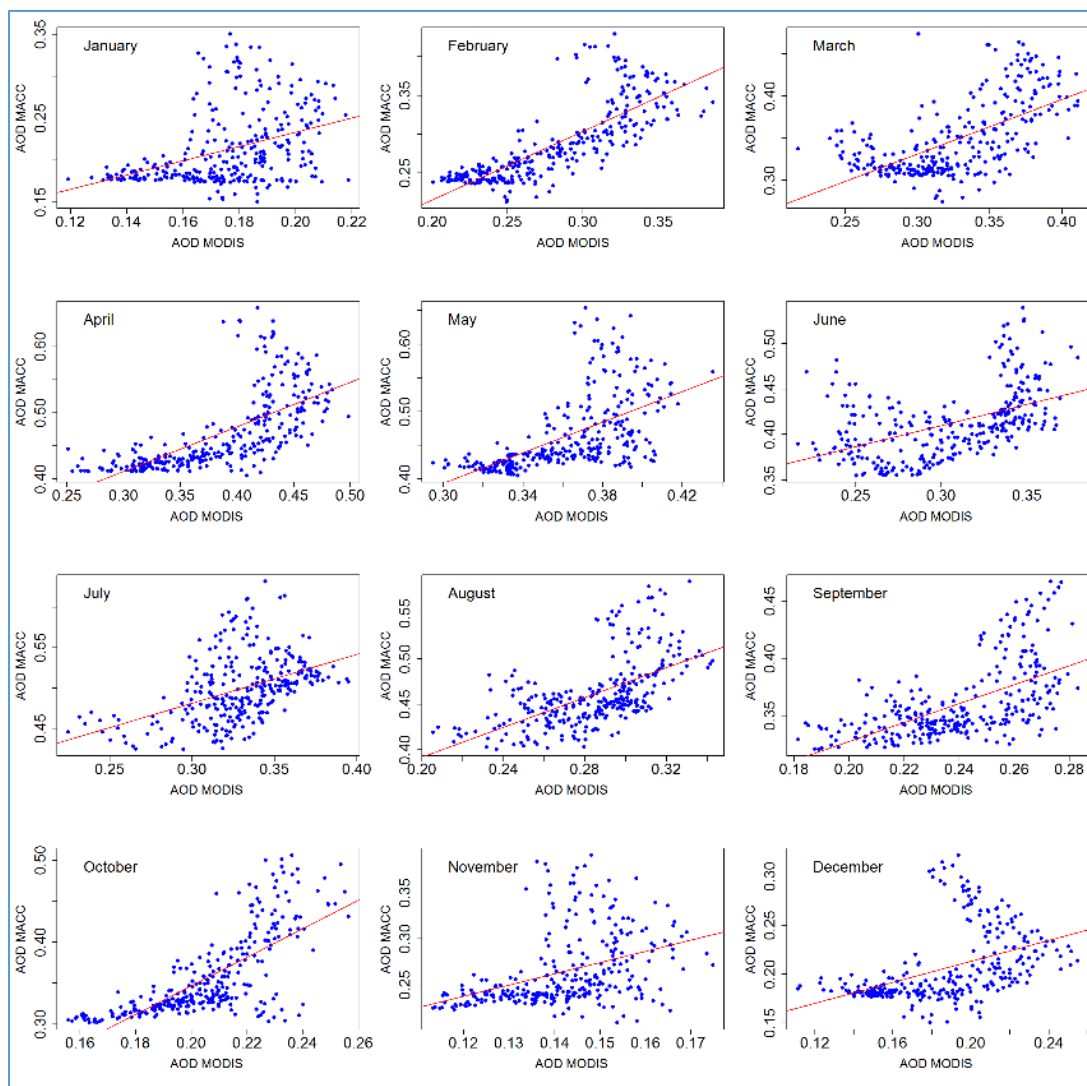 January
AOD MACC
0.15 0.25 0.35
0.12 0.14 0.16 0.18 0.20 0.22
AOD MODIS
February
AOD MACC
0.25 0.35
0.20 0.25 0.30 0.35
AOD MODIS
March
AOD MACC
0.30 0.40
0.25 0.30 0.35 0.40
AOD MODIS
April
AOD MACC
0.40 0.50 0.60
0.25 0.30 0.35 0.40 0.45 0.50
AOD MODIS
May
AOD MACC
0.40 0.50 0.60
0.30 0.34 0.38 0.42
AOD MODIS
June
AOD MACC
0.35 0.40 0.45 0.50
0.25 0.30 0.35
AOD MODIS
July
AOD MACC
0.45 0.55
0.25 0.30 0.35 0.40
AOD MODIS
August
AOD MACC
0.40 0.45 0.50 0.55
0.20 0.24 0.28 0.32
AOD MODIS
September
AOD MACC
0.35 0.40 0.45
0.18 0.20 0.22 0.24 0.26 0.28
AOD MODIS
October
AOD MACC
0.30 0.40 0.50
0.16 0.18 0.20 0.22 0.24 0.26
AOD MODIS
November
AOD MACC
0.25 0.30 0.35
0.12 0.13 0.14 0.15 0.16 0.17
AOD MODIS
December
AOD MACC
0.15 0.20 0.25 0.30
0.12 0.16 0.20 0.24
AOD MODIS